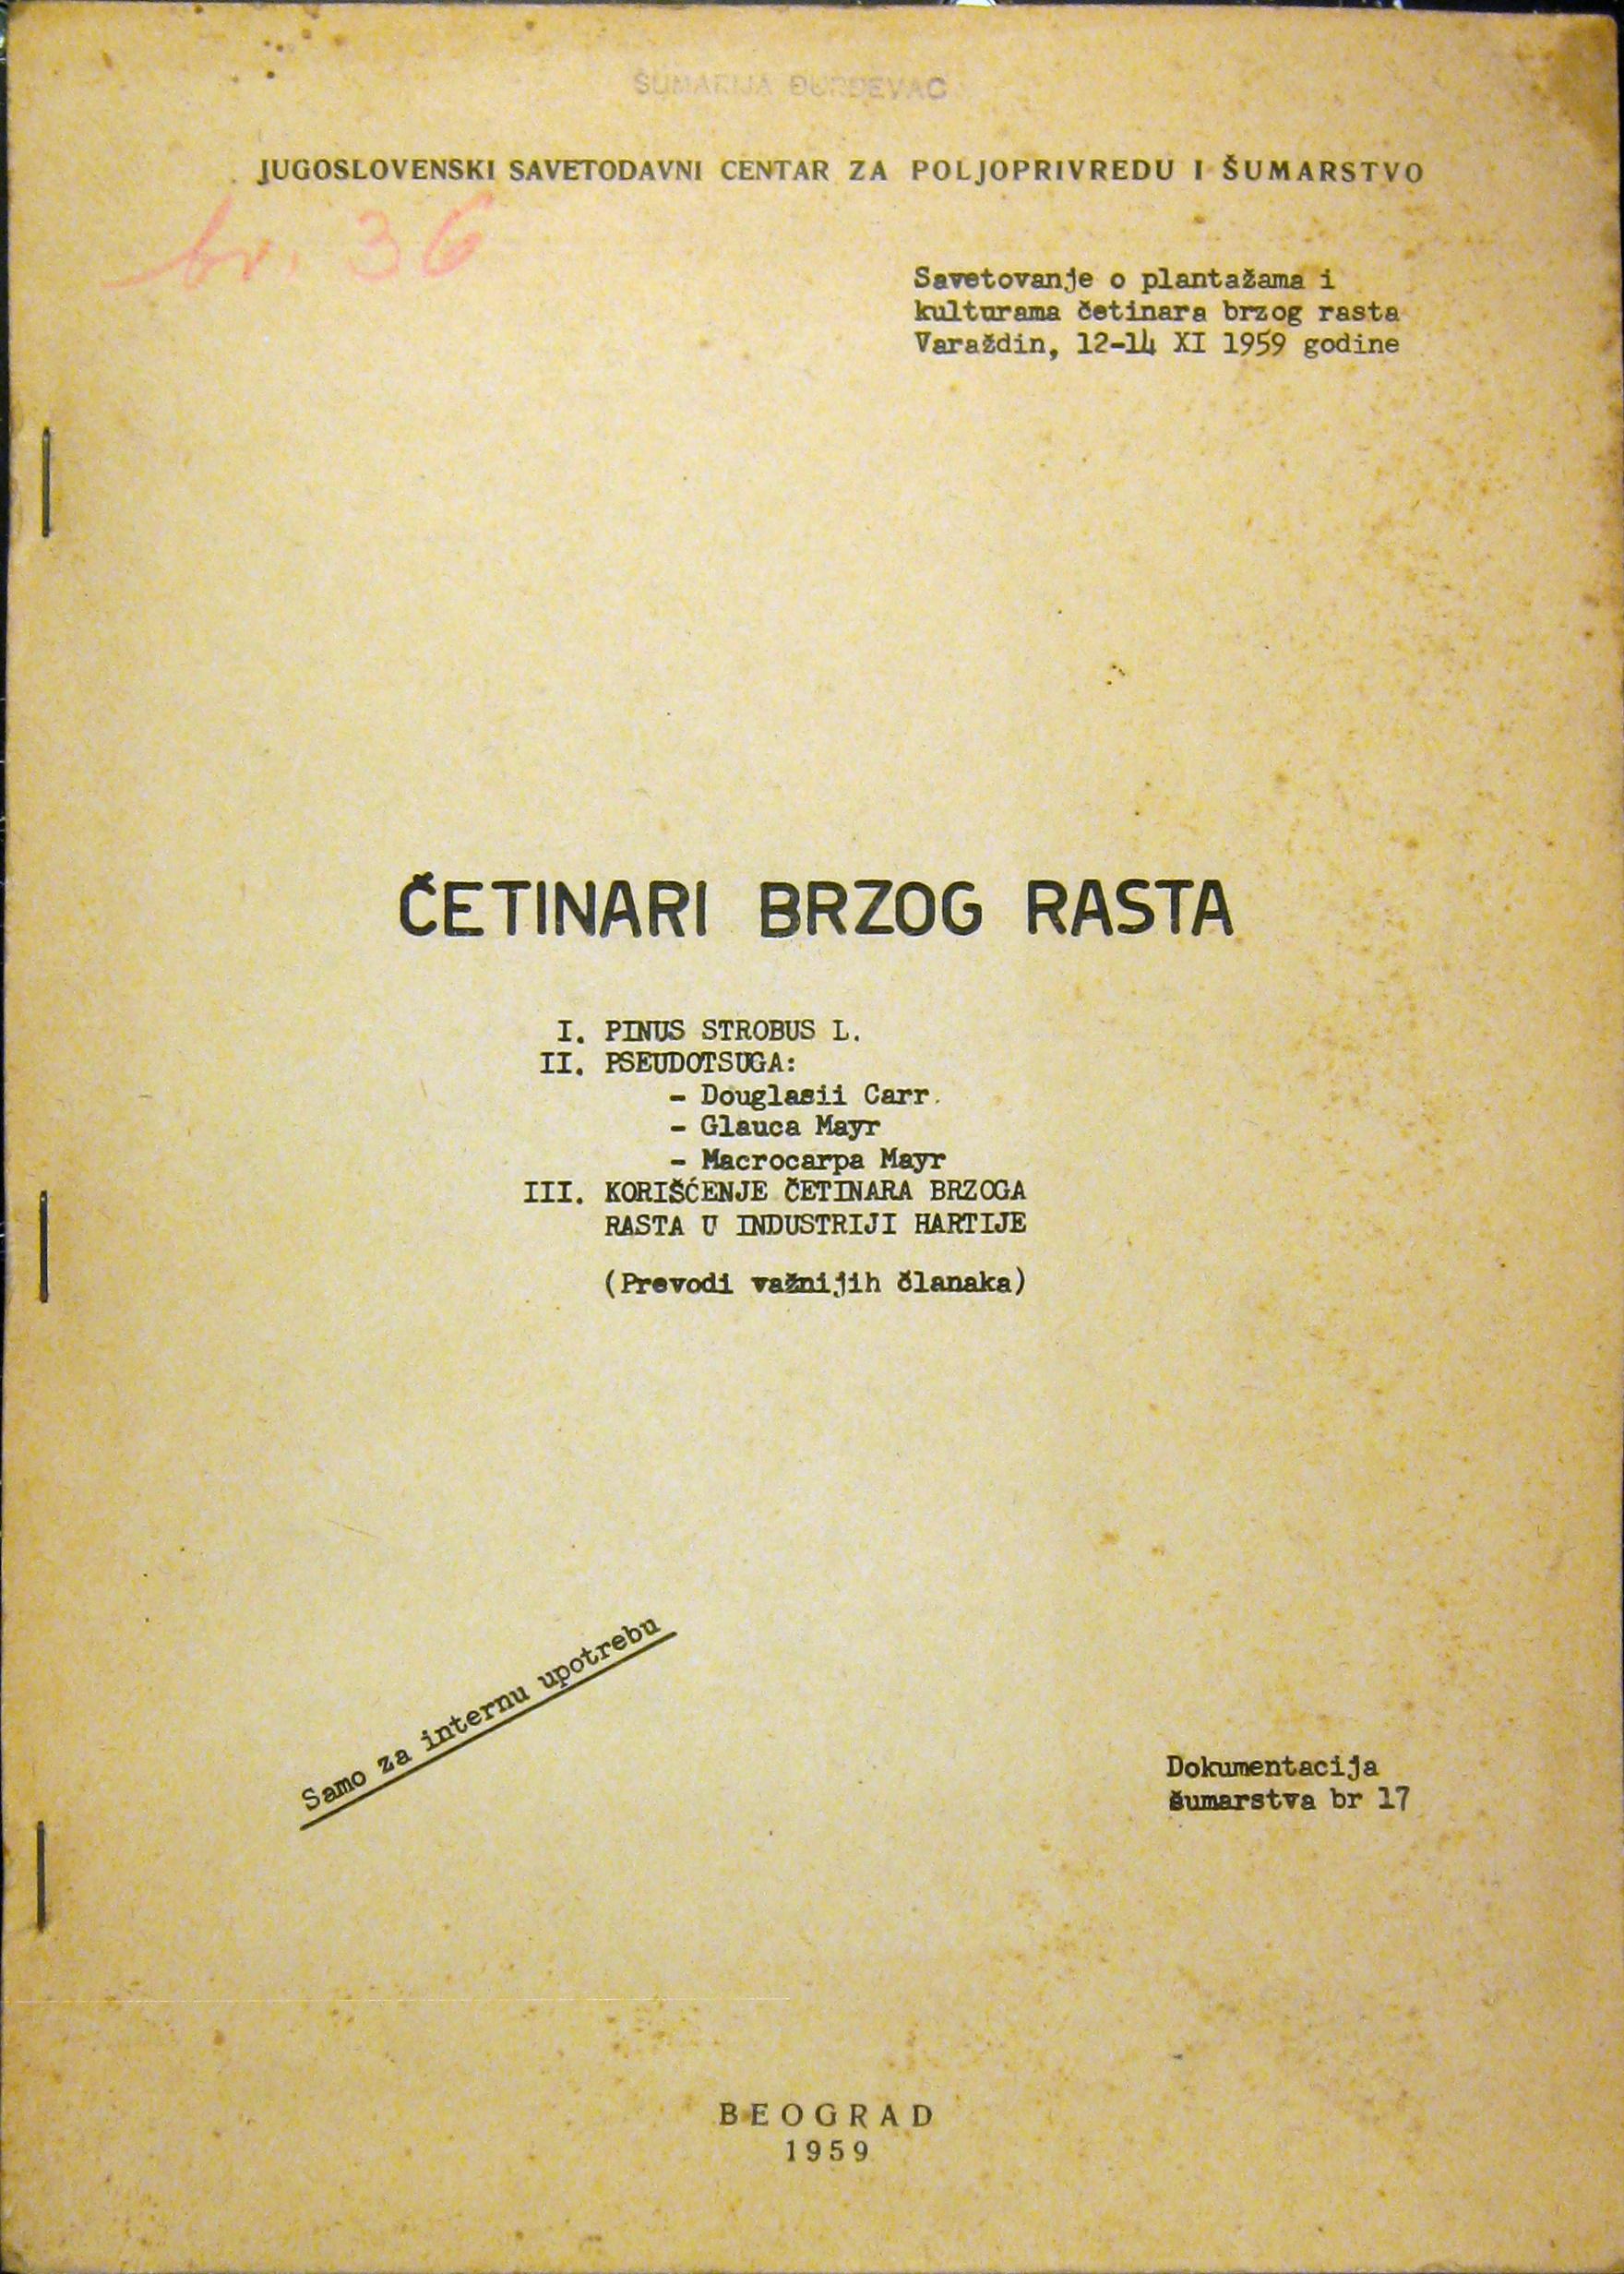 ŠUMARIJA ĐURĐEVAC
JUGOSLOVENSKI SAVETODAVNI CENTAR ZA POLJOPRIVREDU I ŠUMARSTVO
br. 36
Savetovanje o plantažama i
kulturama četinara brzog rasta
Varaždin, 12-14 XI 1959 godine
ČETINARI BRZOG RASTA
I. PINUS STROBUS L.
II. PSEUDOTSUGA:
- Douglasii Carr.
- Glauca Mayr
- Macrocarpa Mayr
III. KORIŠĆENJE ČETINARA BRZOGA
RASTA U INDUSTRIJI HARTIJE
(Prevodi važnijih članaka)
Samo za internu upotrebu
Dokumentacija
šumarstva br 17
BEOGRAD
1959